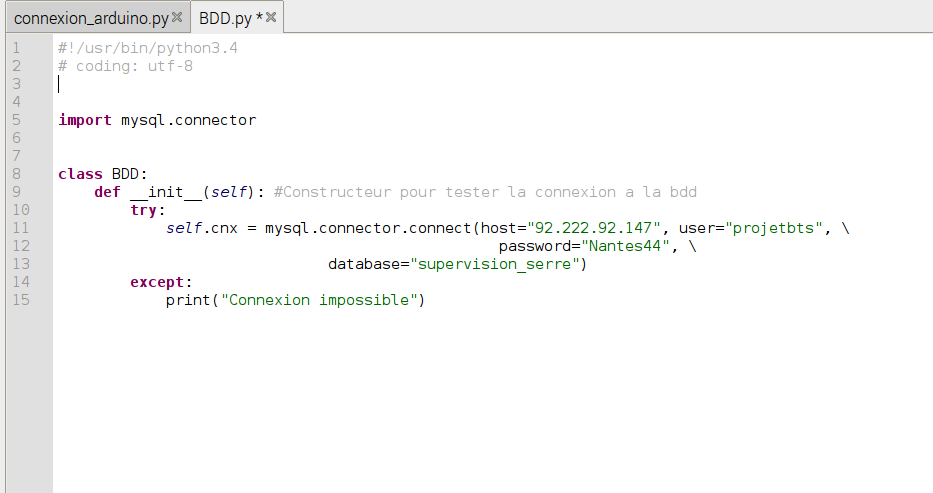 connexion_arduino.py BDD.py *
1 #!/usr/bin/python3.4
2 # coding: utf-8
3
4
5 import mysql.connector
6
7
8 class BDD:
9 def __init__(self): #Constructeur pour tester la connexion a la bdd
10 try:
11 self.cnx = mysql.connector.connect(host="92.222.92.147", user="projetbts", \
12 password="Nantes44", \
13 database="supervision_serre")
14 except:
15 print("Connexion impossible")